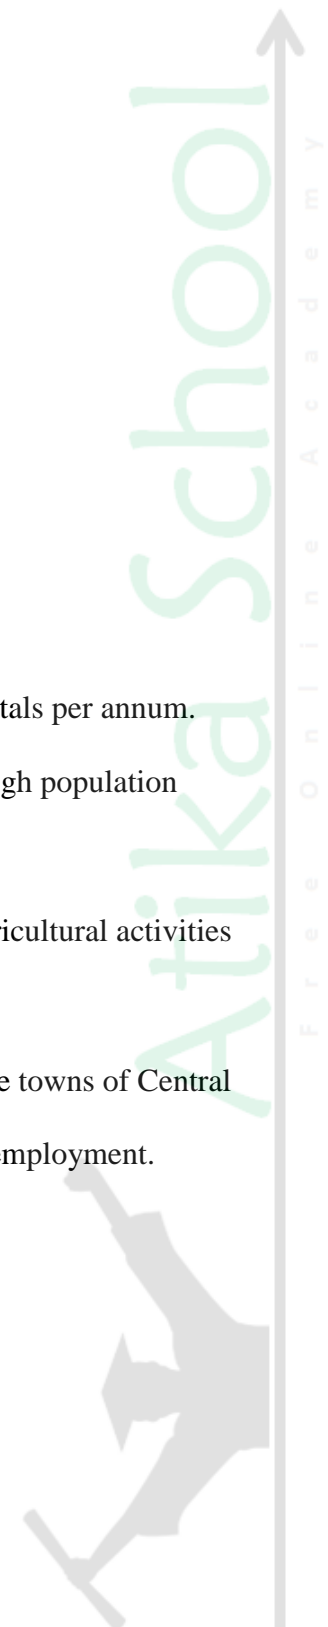 tals per annum.
gh population
ricultural activities
e towns of Central
employment.
Atika School
Free Online Academy